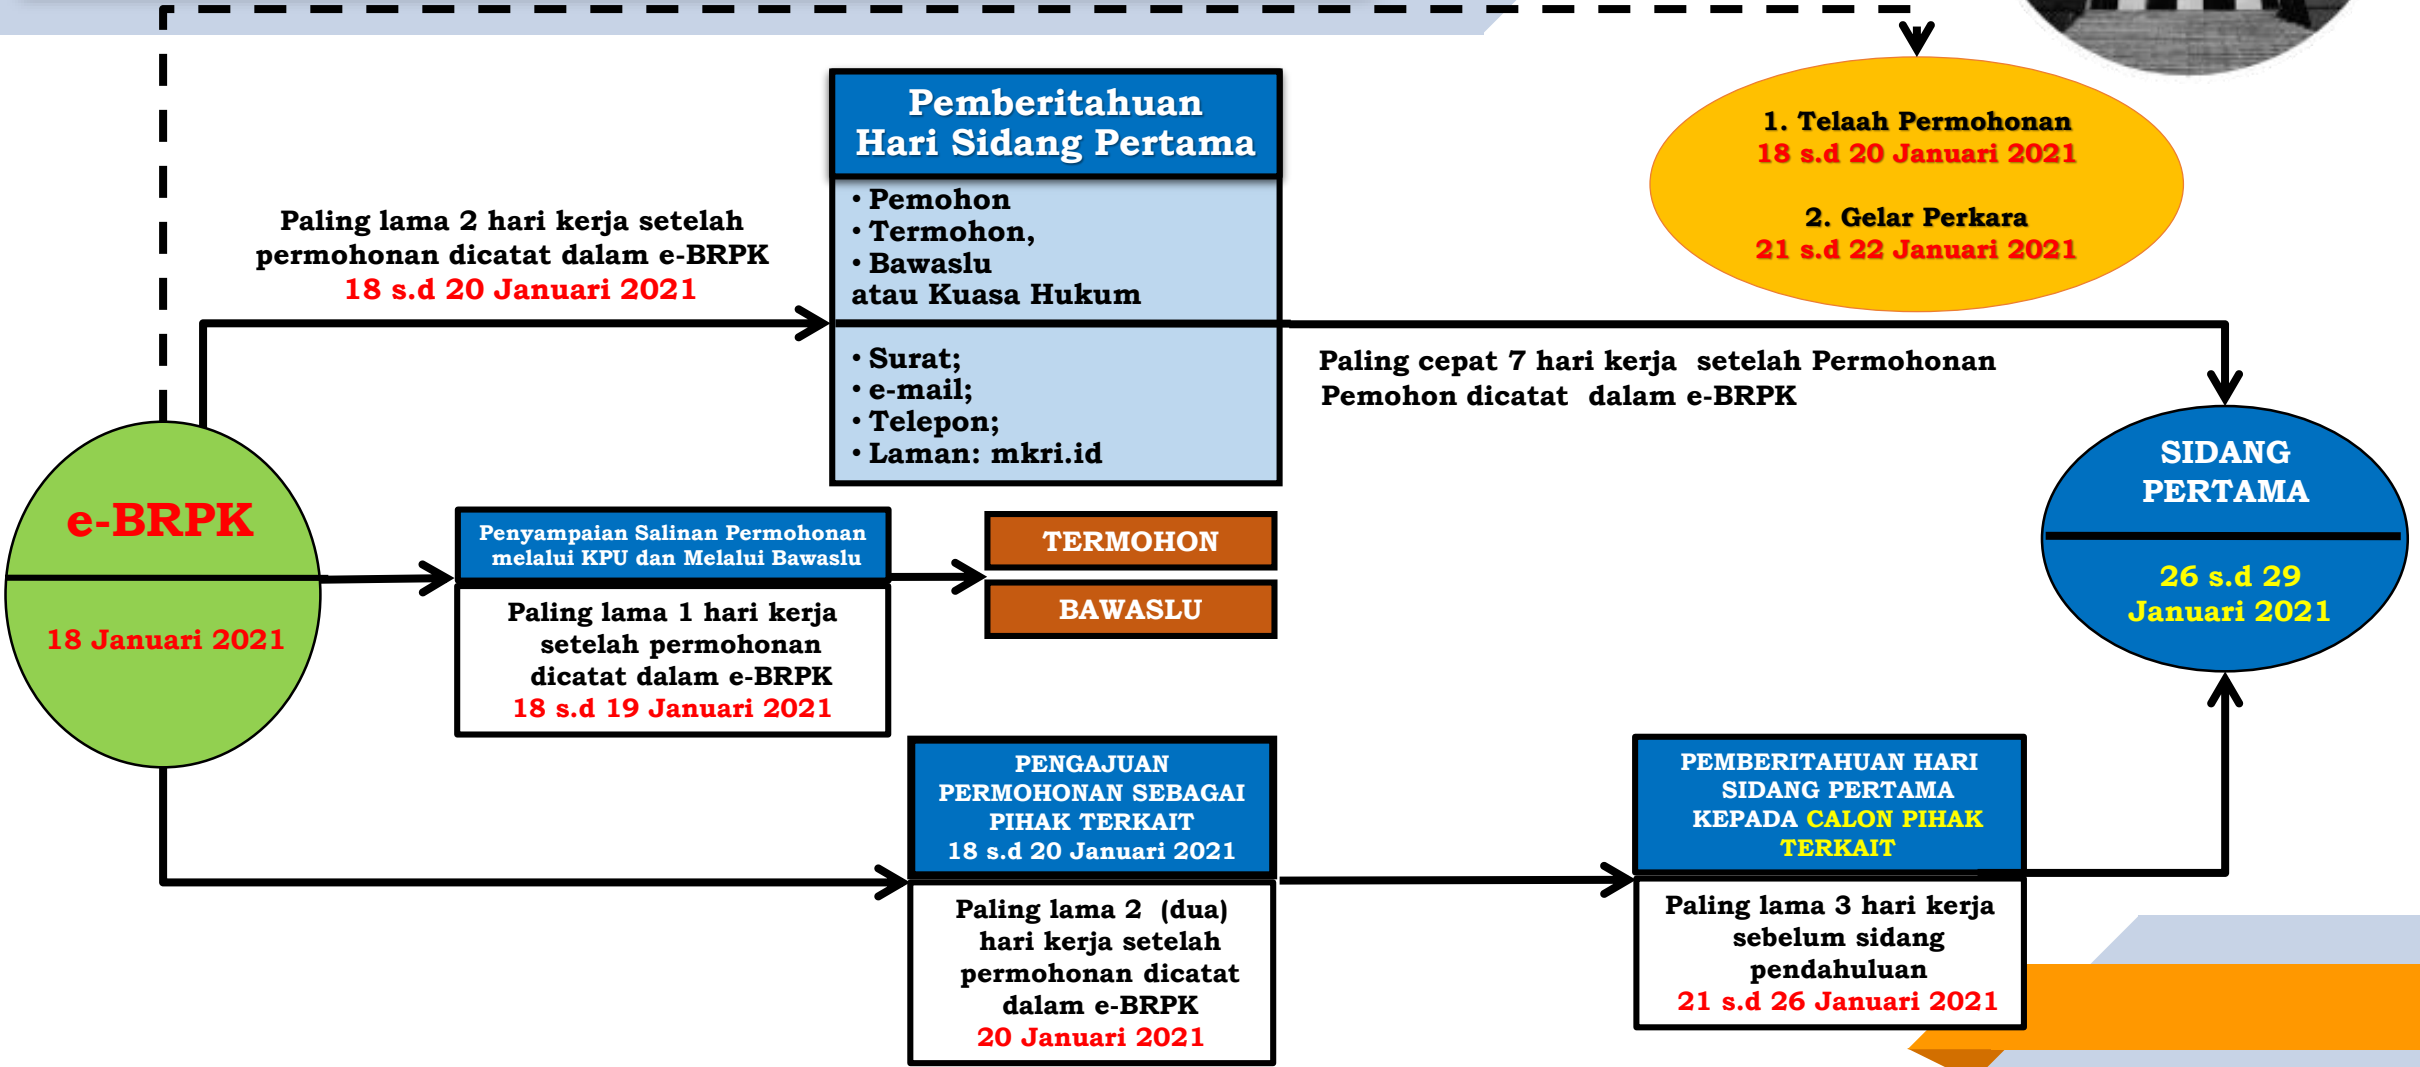 Pemberitahuan
Hari Sidang Pertama
• Pemohon
• Termohon,
• Bawaslu
atau Kuasa Hukum
• Surat;
• e-mail;
• Telepon;
• Laman: mkri.id
1. Telaah Permohonan
18 s.d 20 Januari 2021
2. Gelar Perkara
21 s.d 22 Januari 2021
Paling lama 2 hari kerja setelah
permohonan dicatat dalam e-BRPK
18 s.d 20 Januari 2021
Paling cepat 7 hari kerja setelah Permohonan
Pemohon dicatat dalam e-BRPK
e-BRPK
18 Januari 2021
Penyampaian Salinan Permohonan
melalui KPU dan Melalui Bawaslu
Paling lama 1 hari kerja
setelah permohonan
dicatat dalam e-BRPK
18 s.d 19 Januari 2021
TERMOHON
BAWASLU
SIDANG
PERTAMA
26 s.d 29
Januari 2021
PENGAJUAN
PERMOHONAN SEBAGAI
PIHAK TERKAIT
18 s.d 20 Januari 2021
Paling lama 2 (dua)
hari kerja setelah
permohonan dicatat
dalam e-BRPK
20 Januari 2021
PEMBERITAHUAN HARI
SIDANG PERTAMA
KEPADA CALON PIHAK
TERKAIT
Paling lama 3 hari kerja
sebelum sidang
pendahuluan
21 s.d 26 Januari 2021